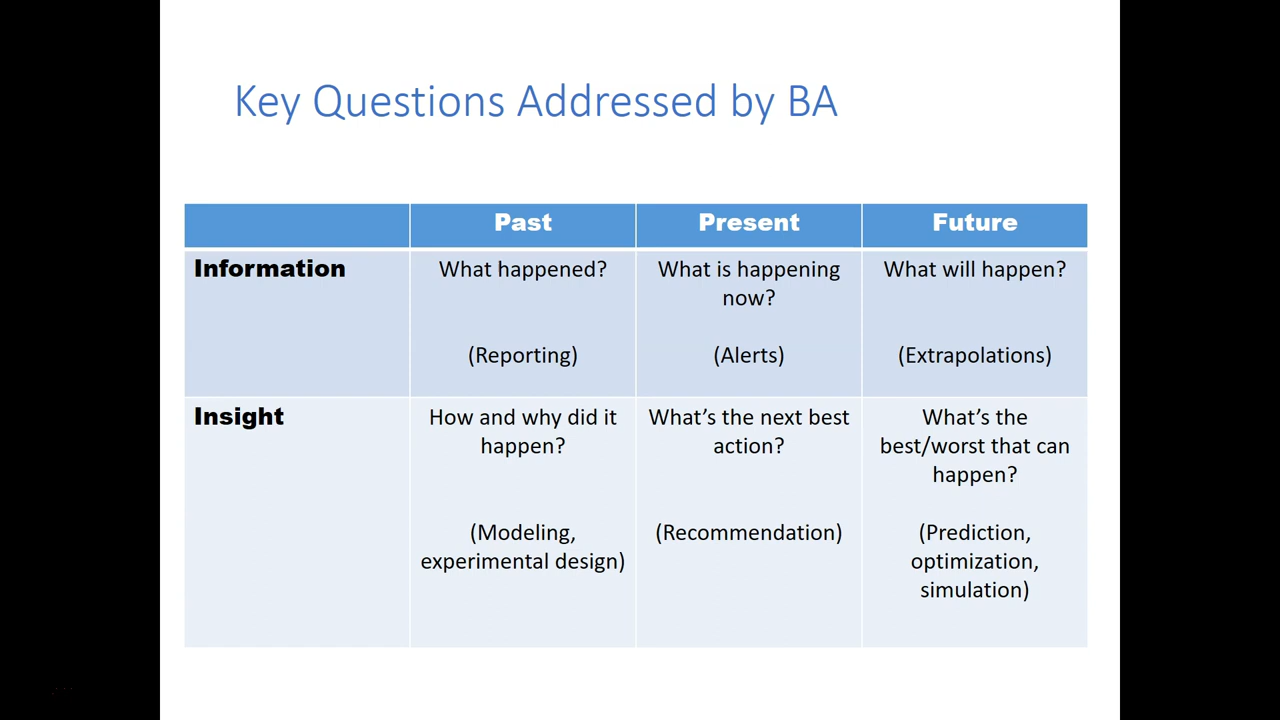 Key Questions Addressed by BA
Past
Present
Future
Information
What happened?
(Reporting)
What is happening
now?
(Alerts)
What will happen?
(Extrapolations)
Insight
How and why did it
happen?
(Modeling,
experimental design)
What’s the next best
action?
(Recommendation)
What’s the
best/worst that can
happen?
(Prediction,
optimization,
simulation)